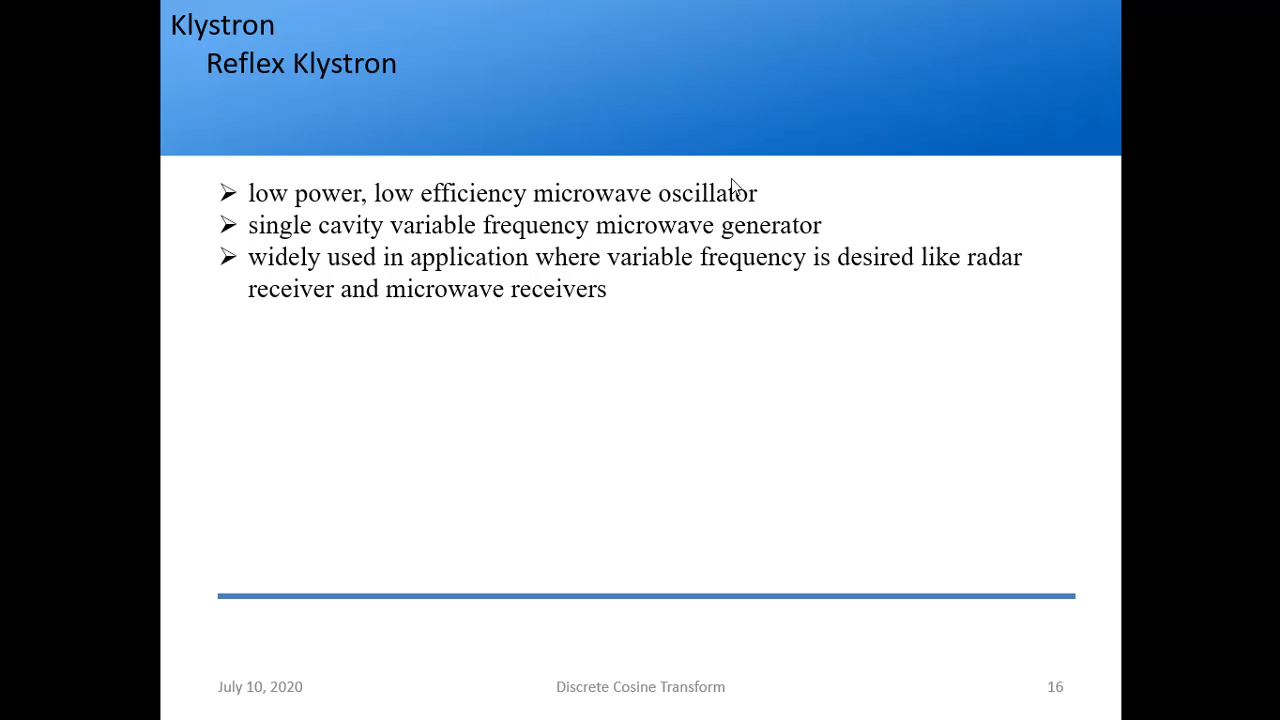 Klystron
Reflex Klystron
➢ low power, low efficiency microwave oscillator
➢ single cavity variable frequency microwave generator
➢ widely used in application where variable frequency is desired like radar
receiver and microwave receivers
July 10, 2020
Discrete Cosine Transform
16